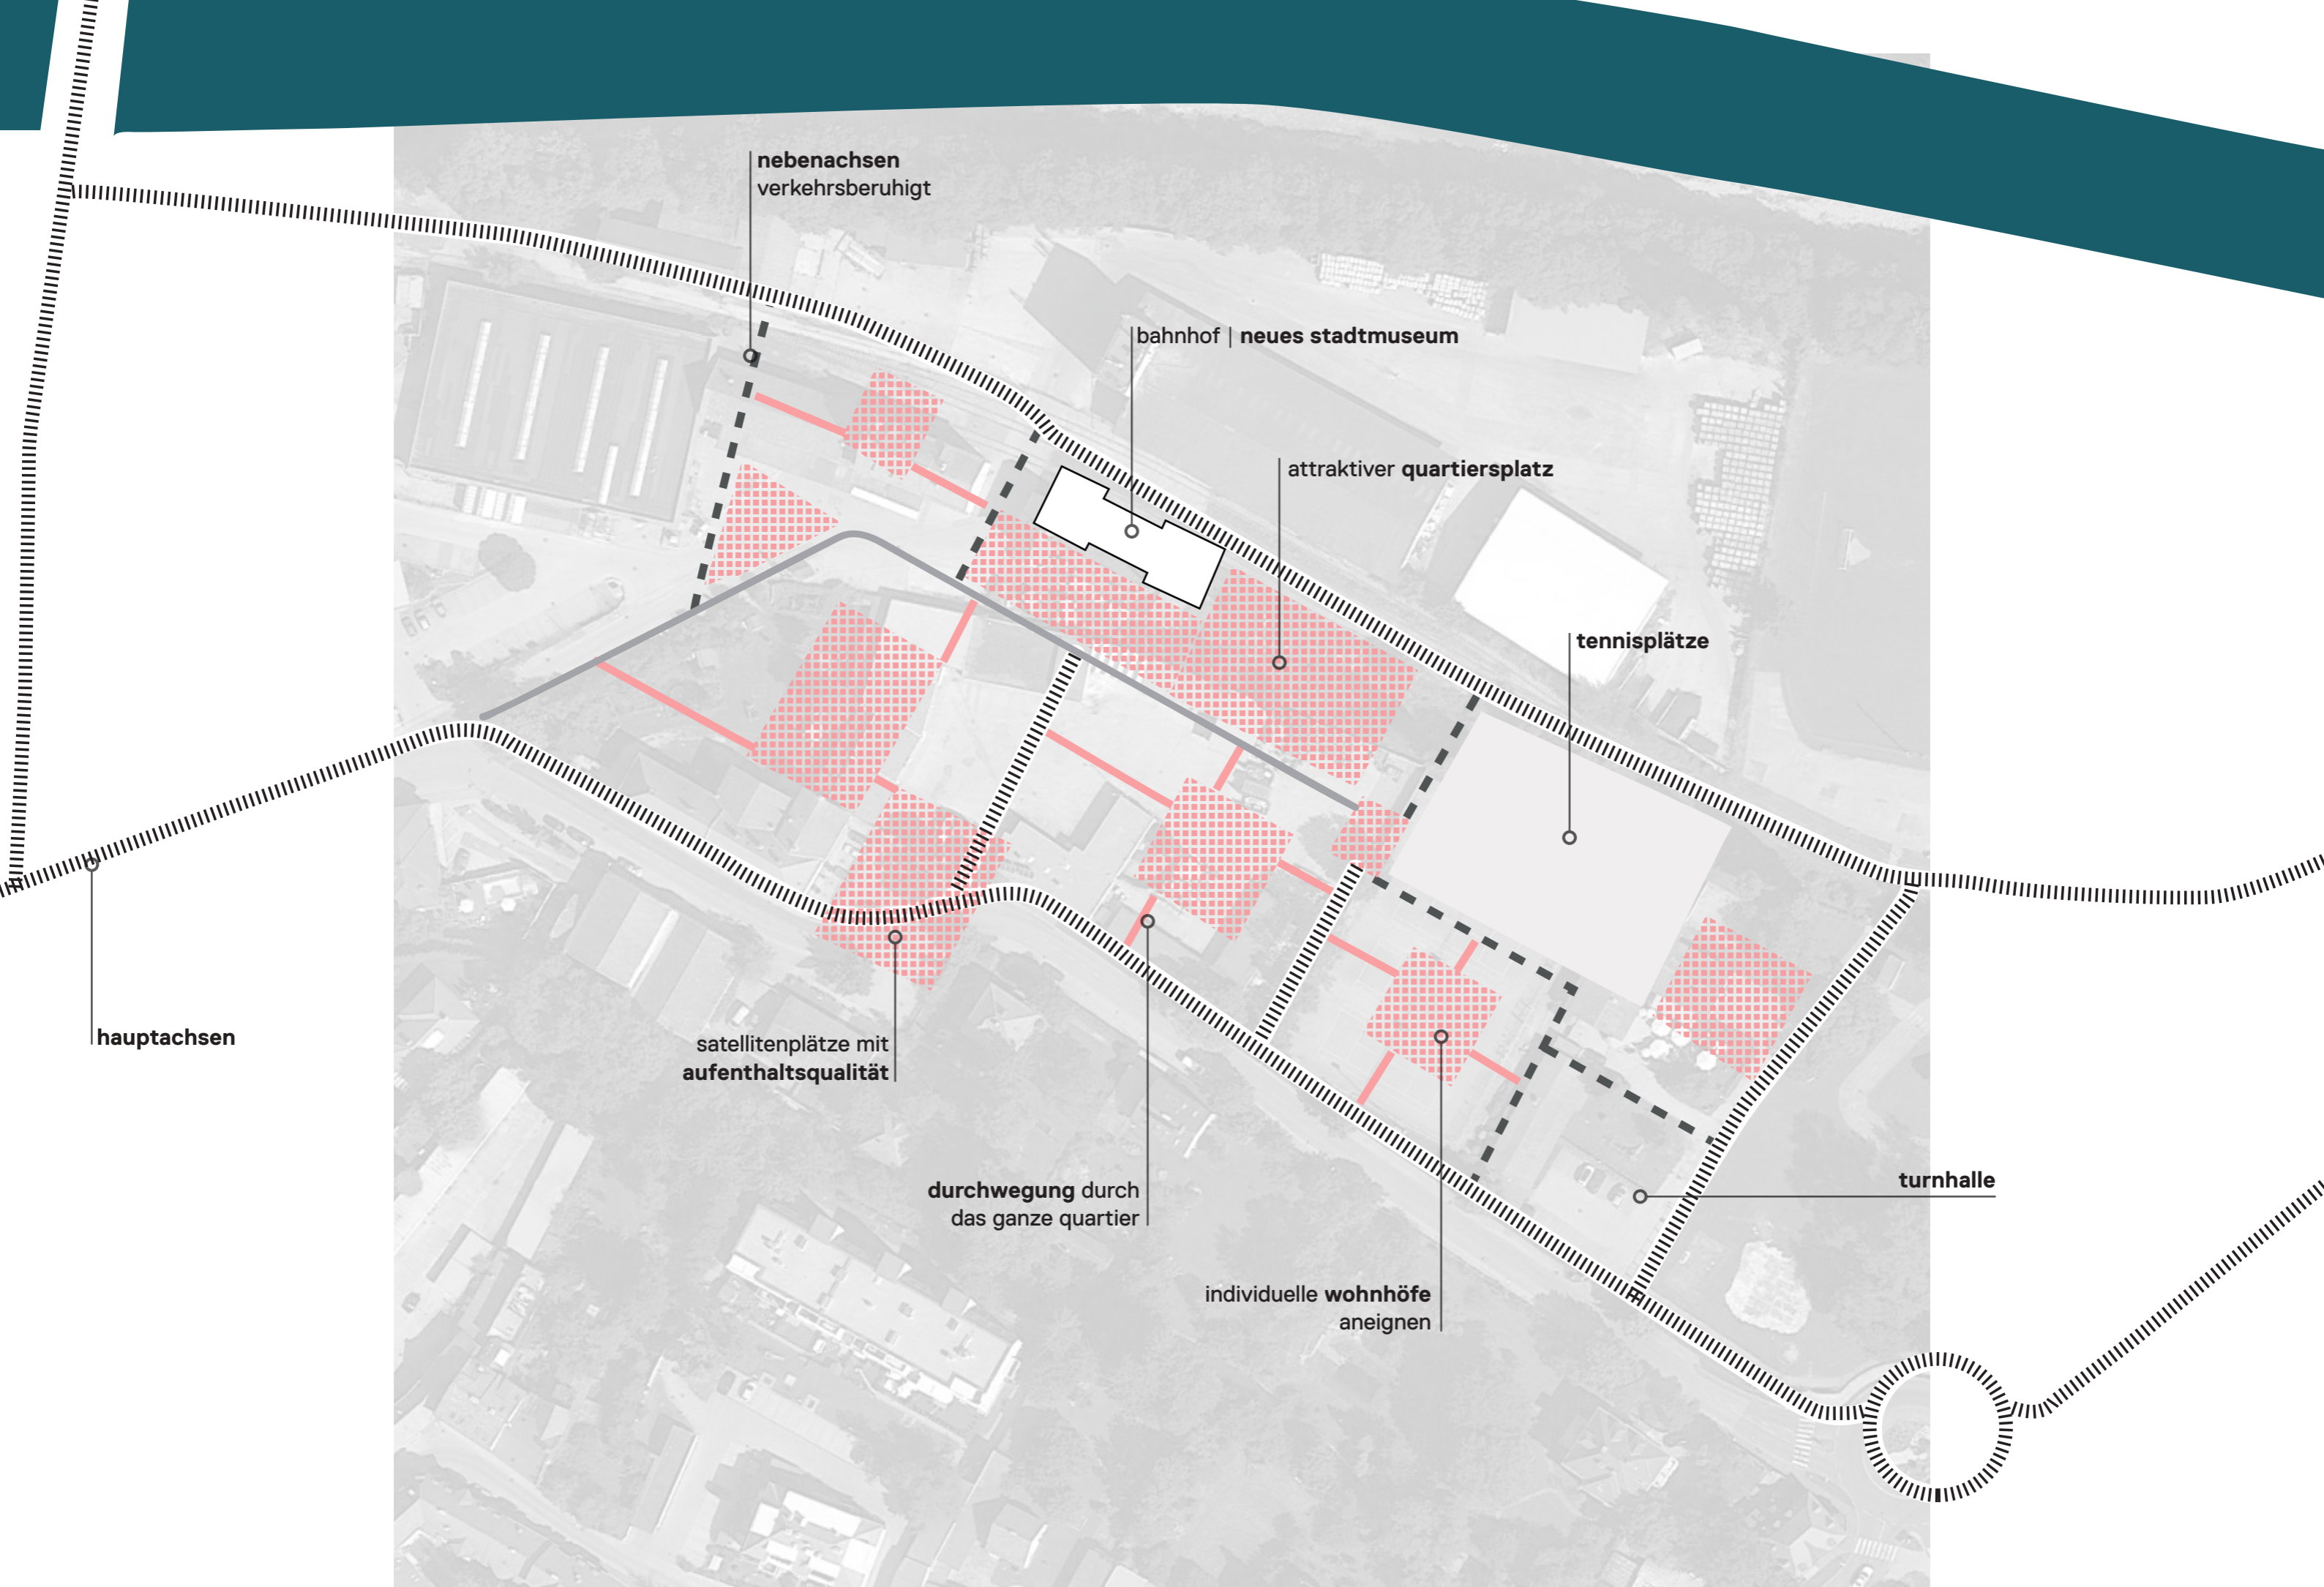 nebenachsen
verkehrsberuhigt
bahnhof | neues stadtmuseum
attraktiver quartiersplatz
tennisplätze
hauptachsen
satellitenplätze mit
aufenthaltsqualität
durchwegung durch
das ganze quartier
turnhalle
individuelle wohnhöfe
aneignen